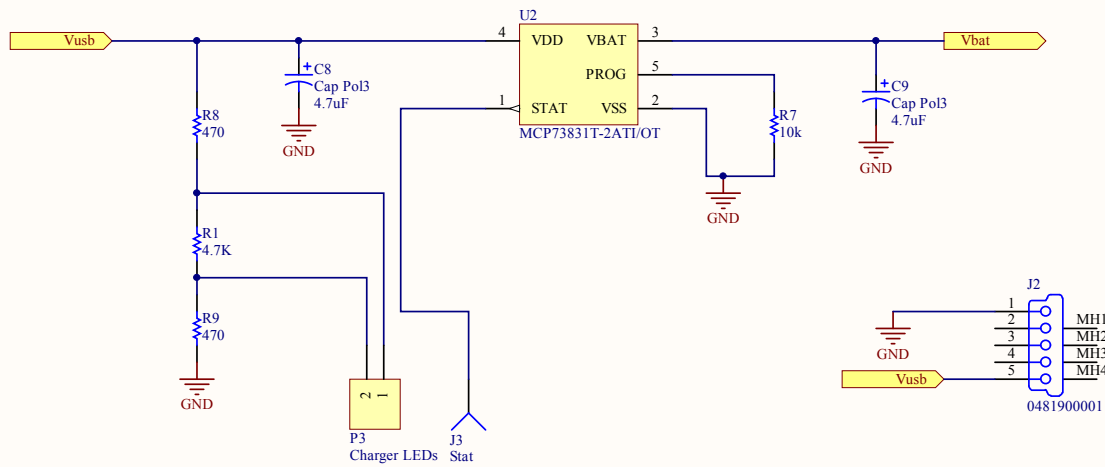 U2
Vusb
4
VDD
VBAT
3
Vbat
PROG
5
1
STAT
VSS
2
MCP73831T-2ATI/OT
+
C8
Cap Pol3
4.7uF
GND
R8
470
R7
10k
GND
+
C9
Cap Pol3
4.7uF
GND
R1
4.7K
R9
470
GND
2
1
P3
Charger LEDs
J3
Stat
J2
1
2
3
4
5
MH1
MH2
MH3
MH4
GND
Vusb
0481900001